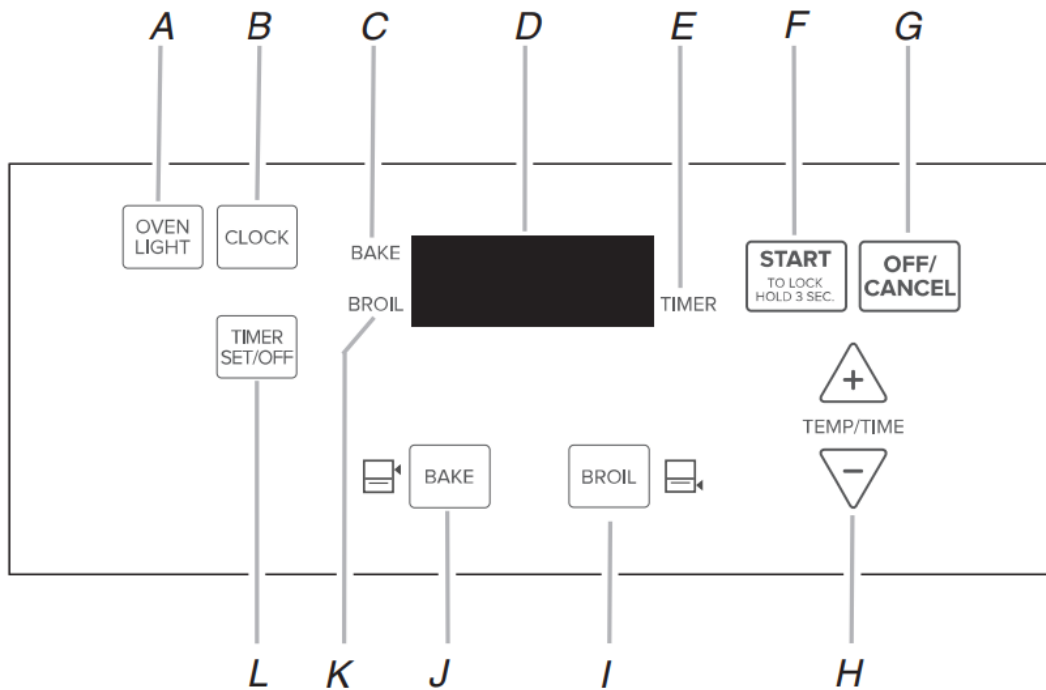 A B C D E F G
OVEN
LIGHT
CLOCK
BAKE
BROIL
TIMER
START
TO LOCK
HOLD 3 SEC.
OFF/
CANCEL
TIMER
SET/OFF
+
TEMP/TIME
−
BAKE
BROIL
L K J I H